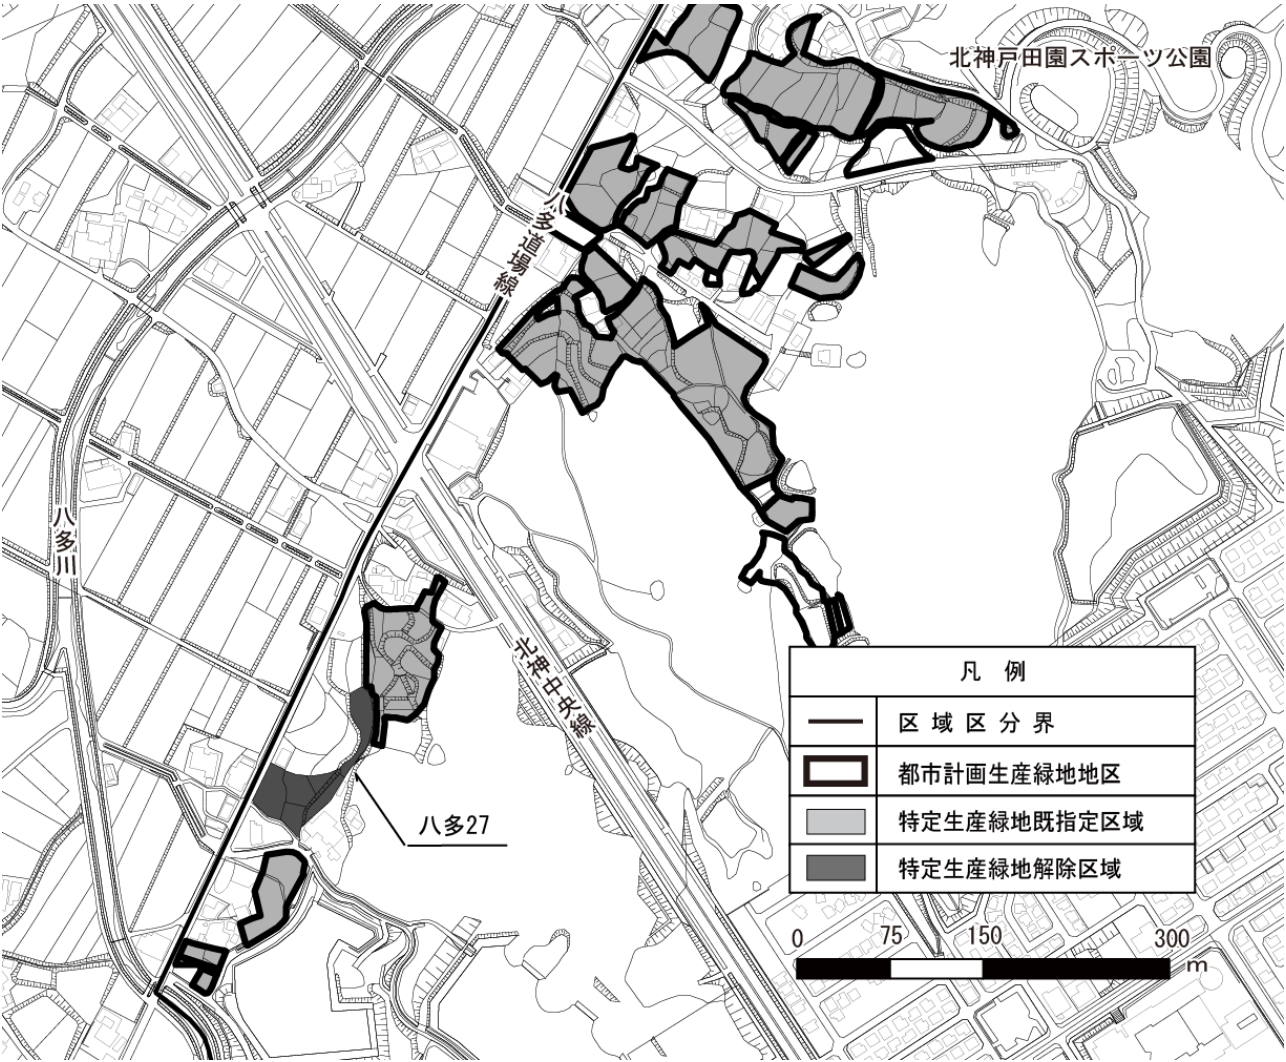 北神戸田園スポーツ公園
八多道場線
八多川
北神中央線
八多27
凡 例
区 域 区 分 界
都市計画生産緑地地区
特定生産緑地既指定区域
特定生産緑地解除区域
0 75 150 300
m